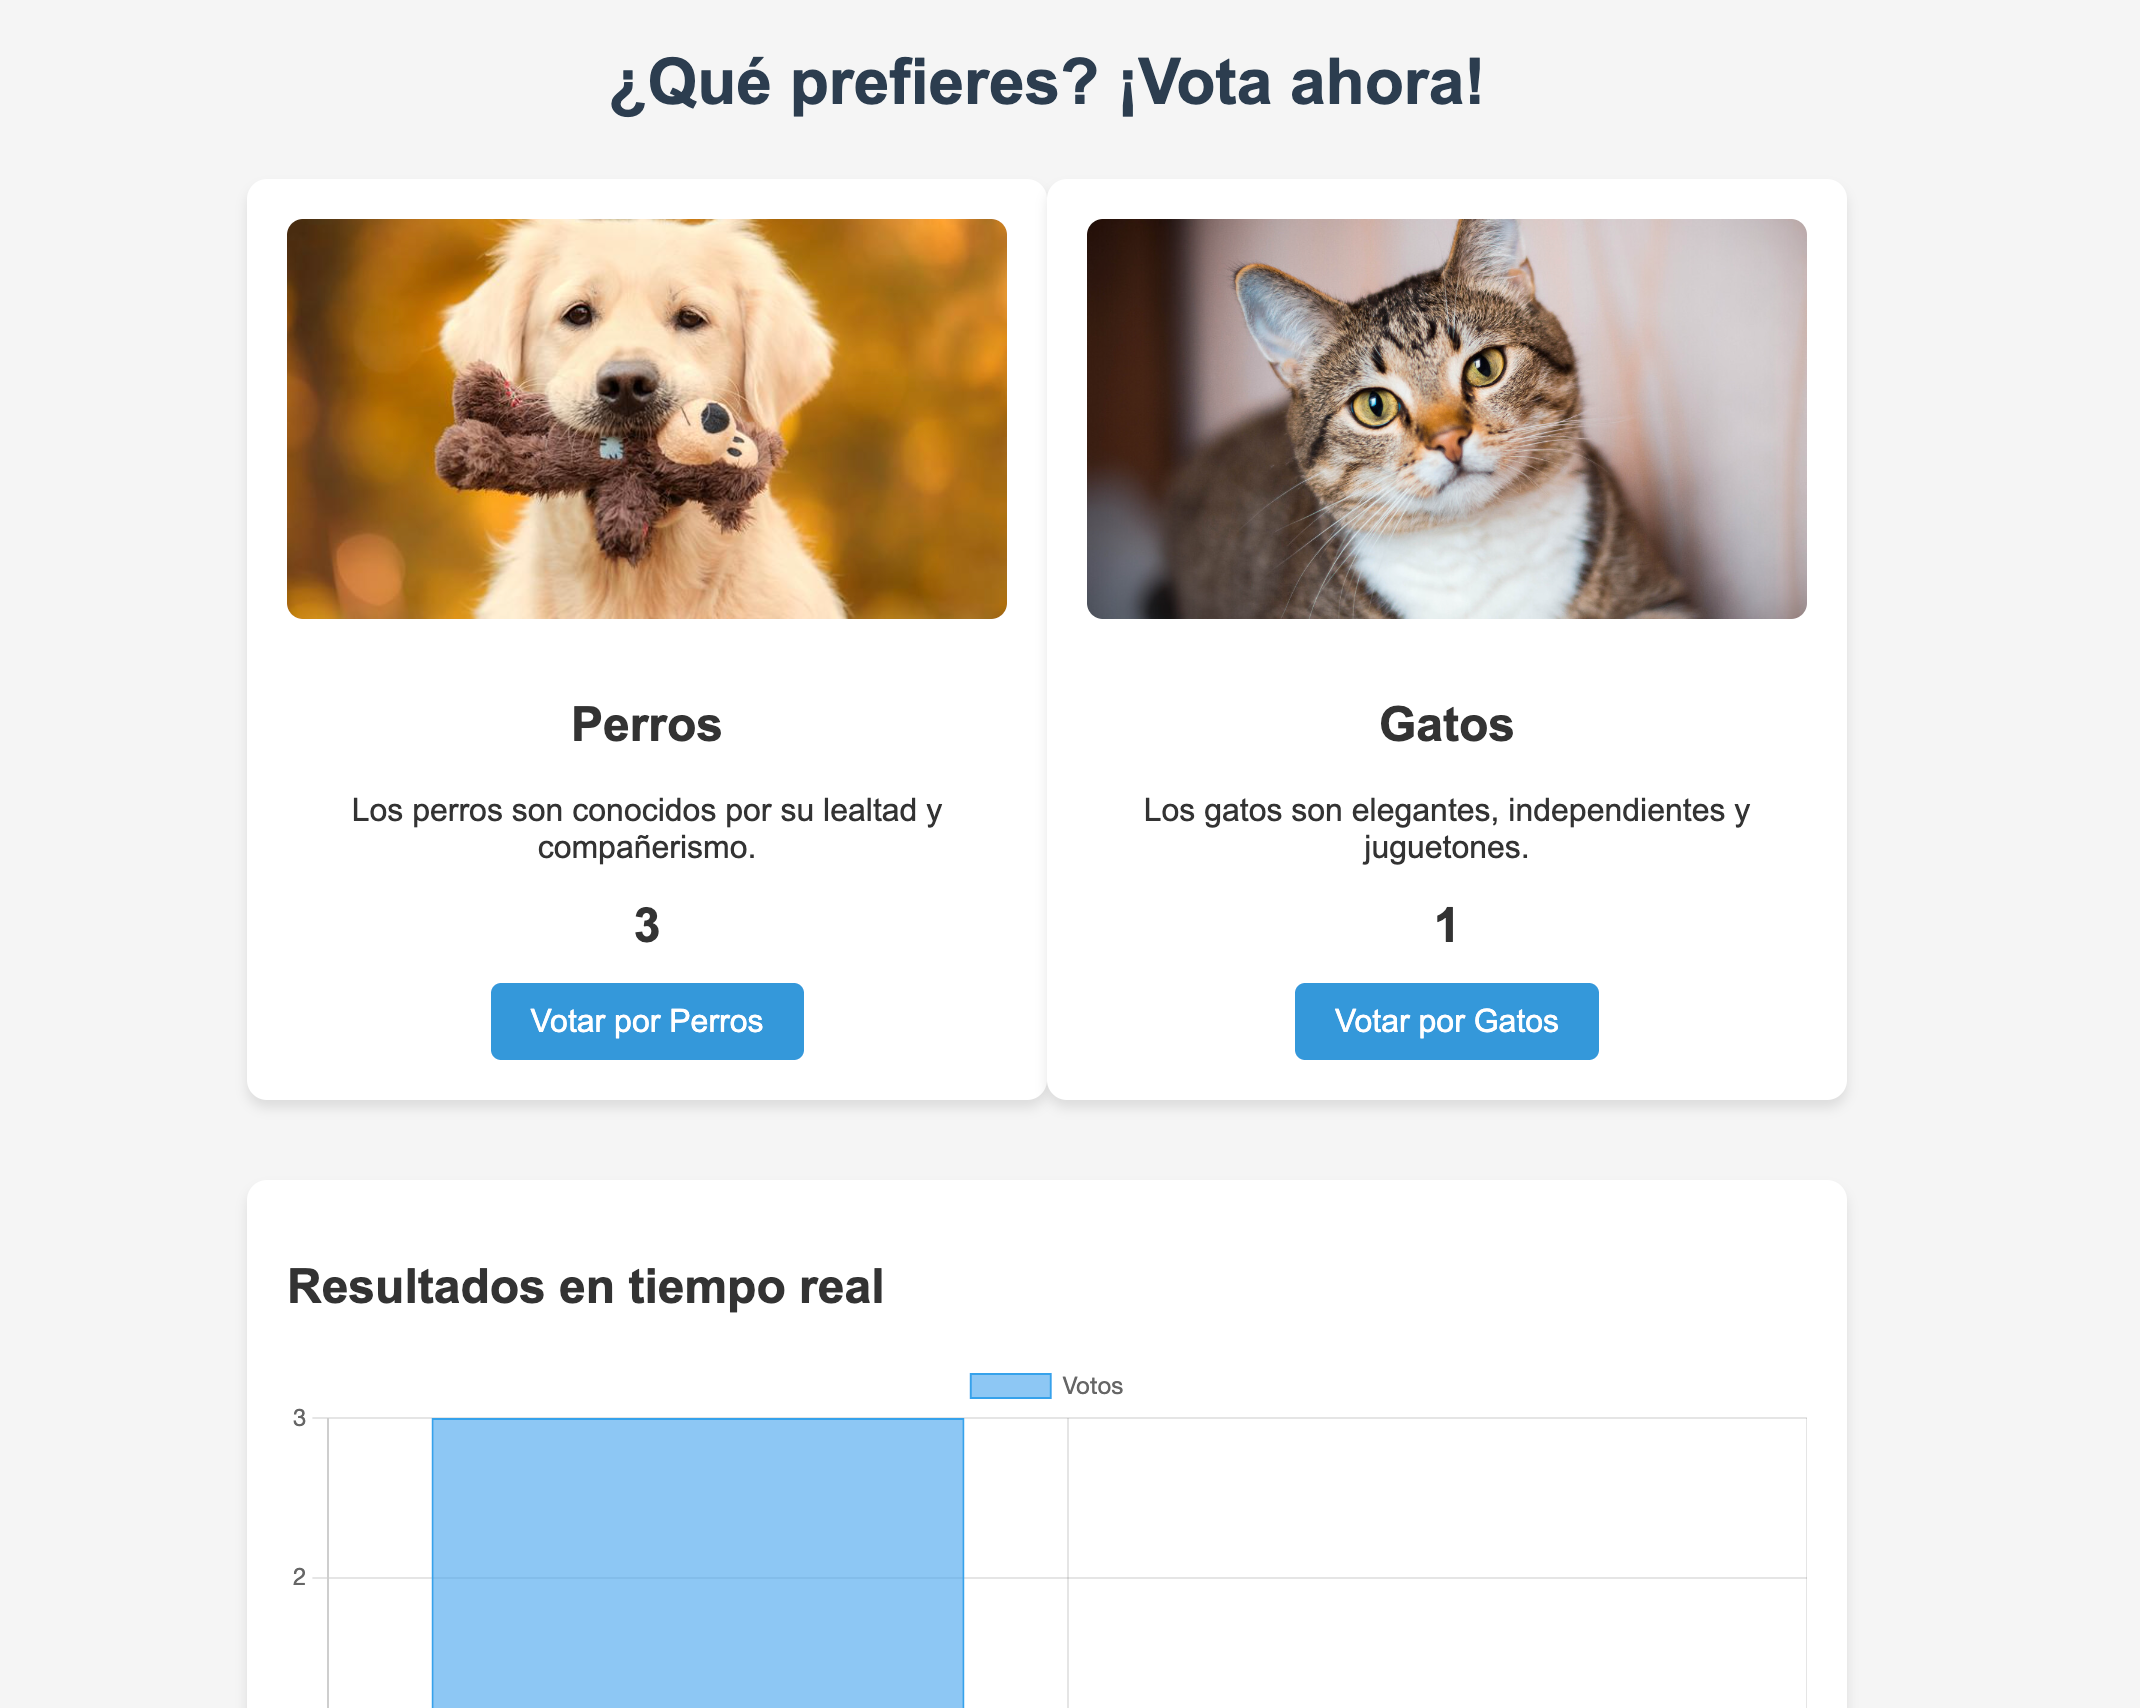 ¿Qué prefieres? ¡Vota ahora!
Perros
Los perros son conocidos por su lealtad y
compañerismo.
3
Votar por Perros
Gatos
Los gatos son elegantes, independientes y
juguetones.
1
Votar por Gatos
Resultados en tiempo real
Votos
3
2